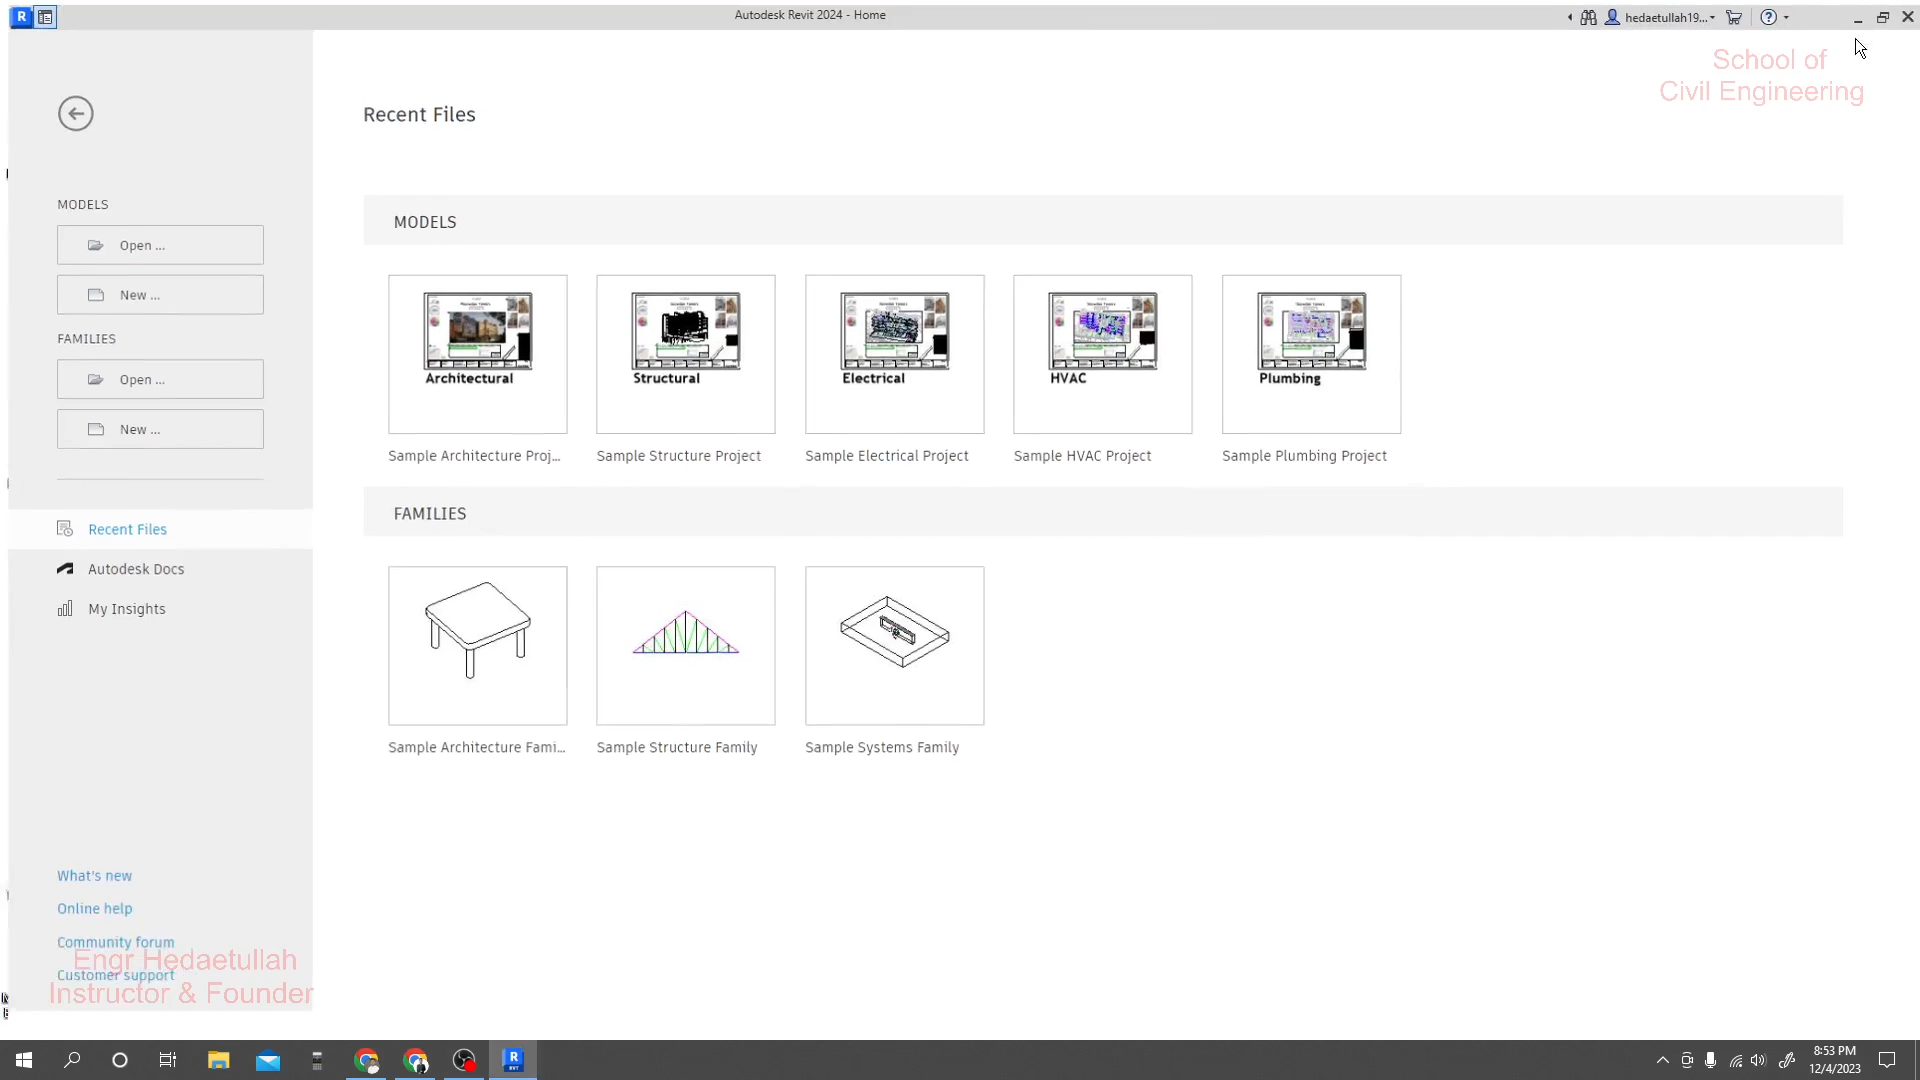 R
Autodesk Revit 2024 - Home
hedaetullah19...
School of
Civil Engineering
Recent Files
MODELS
Open ...
New ...
FAMILIES
Open ...
New ...
Recent Files
Autodesk Docs
My Insights
What's new
Online help
Community forum
Customer support
Engr Hedaetullah
Instructor & Founder
MODELS
Architectural
Structural
Electrical
HVAC
Plumbing
Sample Architecture Proj...
Sample Structure Project
Sample Electrical Project
Sample HVAC Project
Sample Plumbing Project
FAMILIES
Sample Architecture Fami...
Sample Structure Family
Sample Systems Family
R
RVT
8:53 PM
12/4/2023